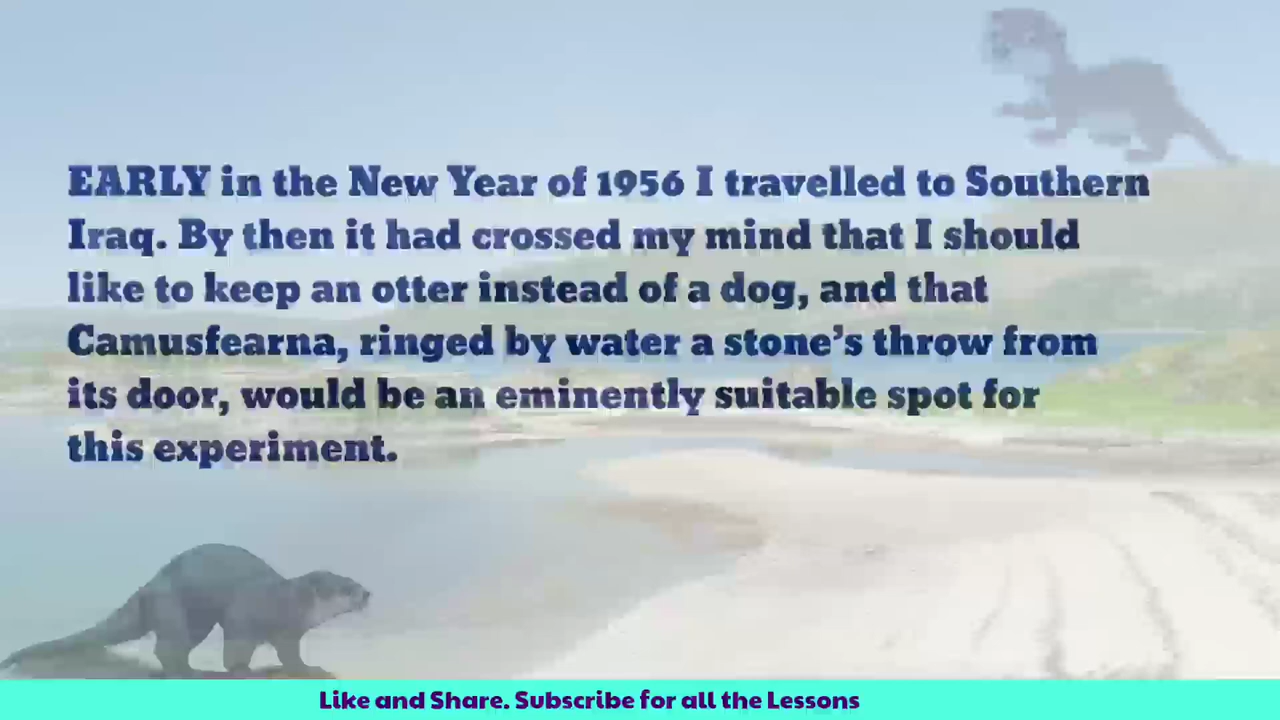 EARLY in the New Year of 1956 I travelled to Southern
Iraq. By then it had crossed my mind that I should
like to keep an otter instead of a dog, and that
Camusfearna, ringed by water a stone’s throw from
its door, would be an eminently suitable spot for
this experiment.
Like and Share. Subscribe for all the Lessons